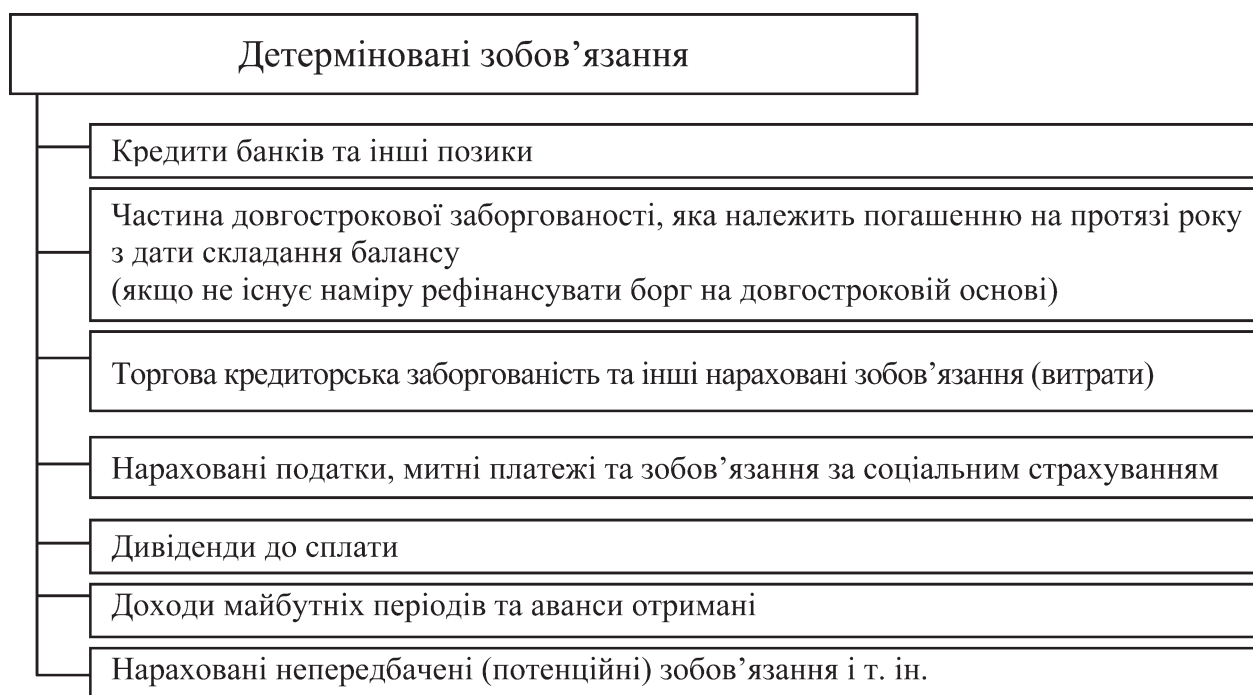 Детерміновані зобов’язання
Кредити банків та інші позики
Частина довгострокової заборгованості, яка належить погашенню на протязі року
з дати складання балансу
(якщо не існує наміру рефінансувати борг на довгостроковій основі)
Торгова кредиторська заборгованість та інші нараховані зобов’язання (витрати)
Нараховані податки, митні платежі та зобов’язання за соціальним страхуванням
Дивіденди до сплати
Доходи майбутніх періодів та аванси отримані
Нараховані непередбачені (потенційні) зобов’язання і т. ін.